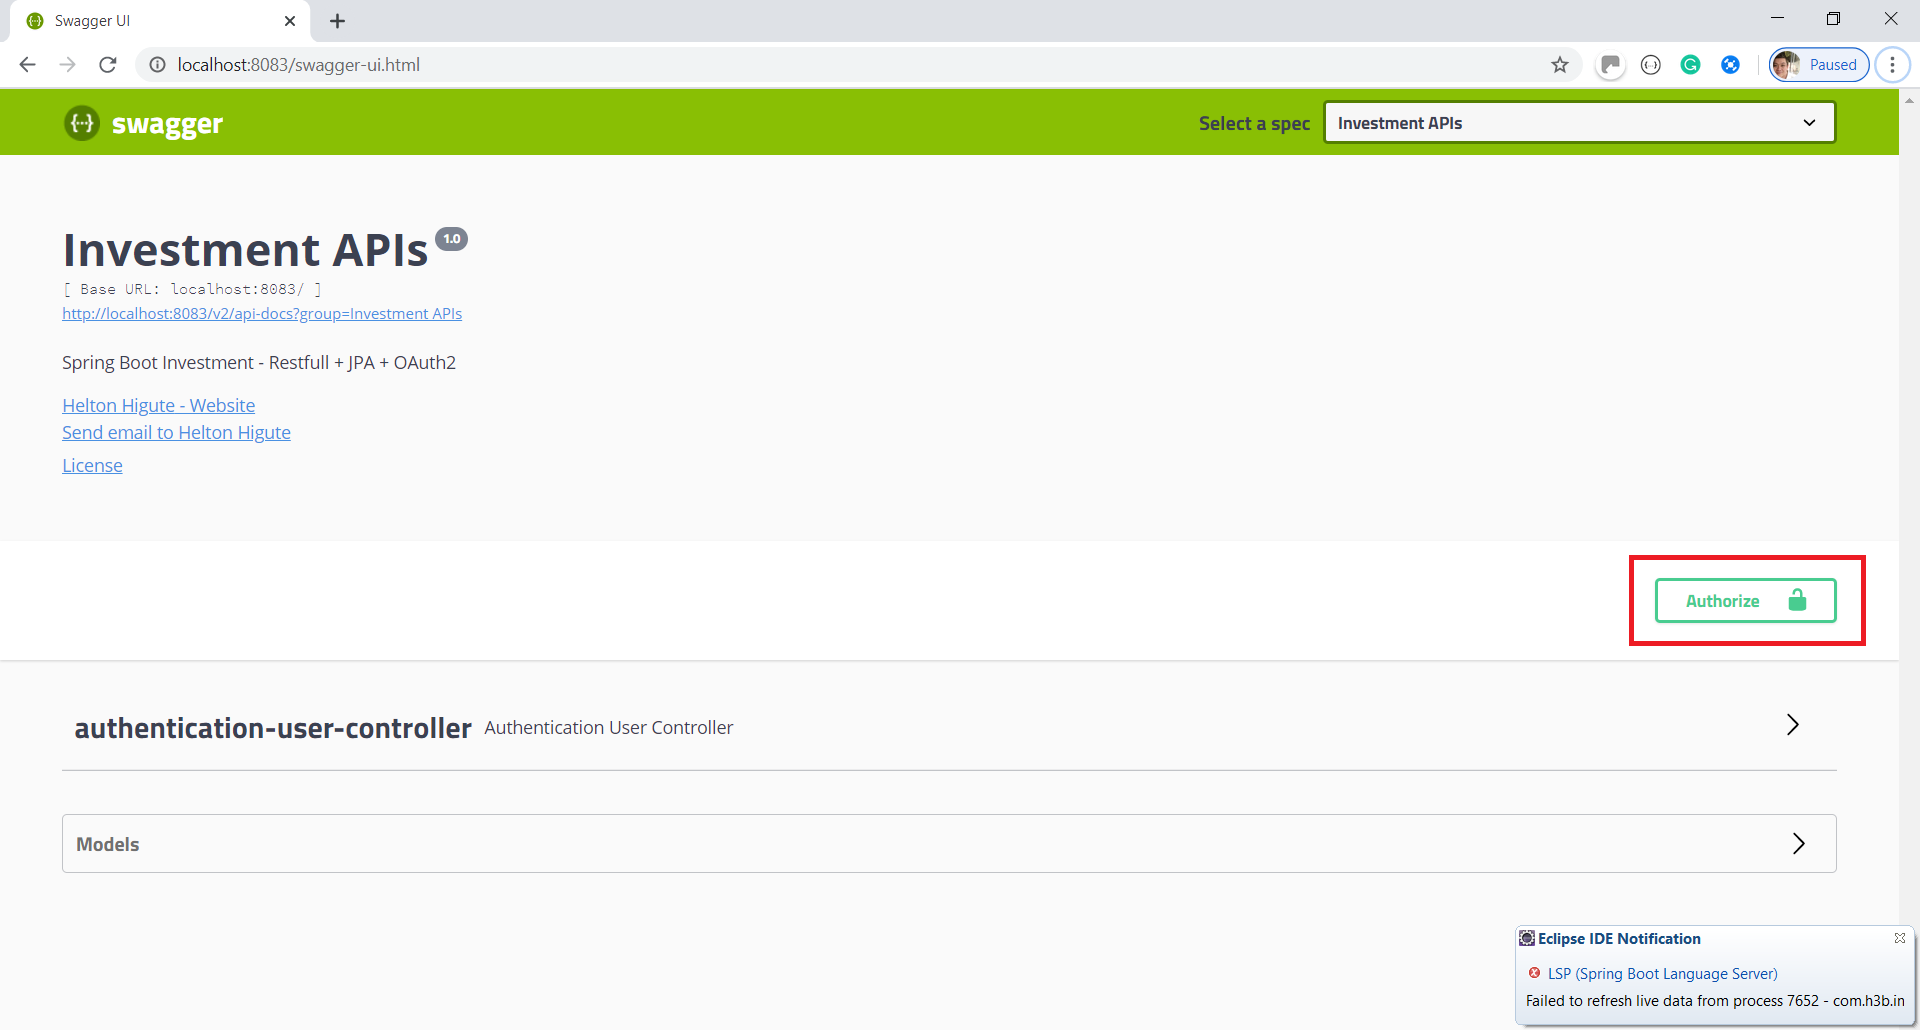 Swagger UI
localhost:8083/swagger-ui.html
Paused
{···} swagger
Select a spec
Investment APIs
Investment APIs 1.0
[ Base URL: localhost:8083/ ]
http://localhost:8083/v2/api-docs?group=Investment APIs
Spring Boot Investment - Restfull + JPA + OAuth2
Helton Higute - Website
Send email to Helton Higute
License
Authorize
authentication-user-controller Authentication User Controller
Models
Eclipse IDE Notification
LSP (Spring Boot Language Server)
Failed to refresh live data from process 7652 - com.h3b.in